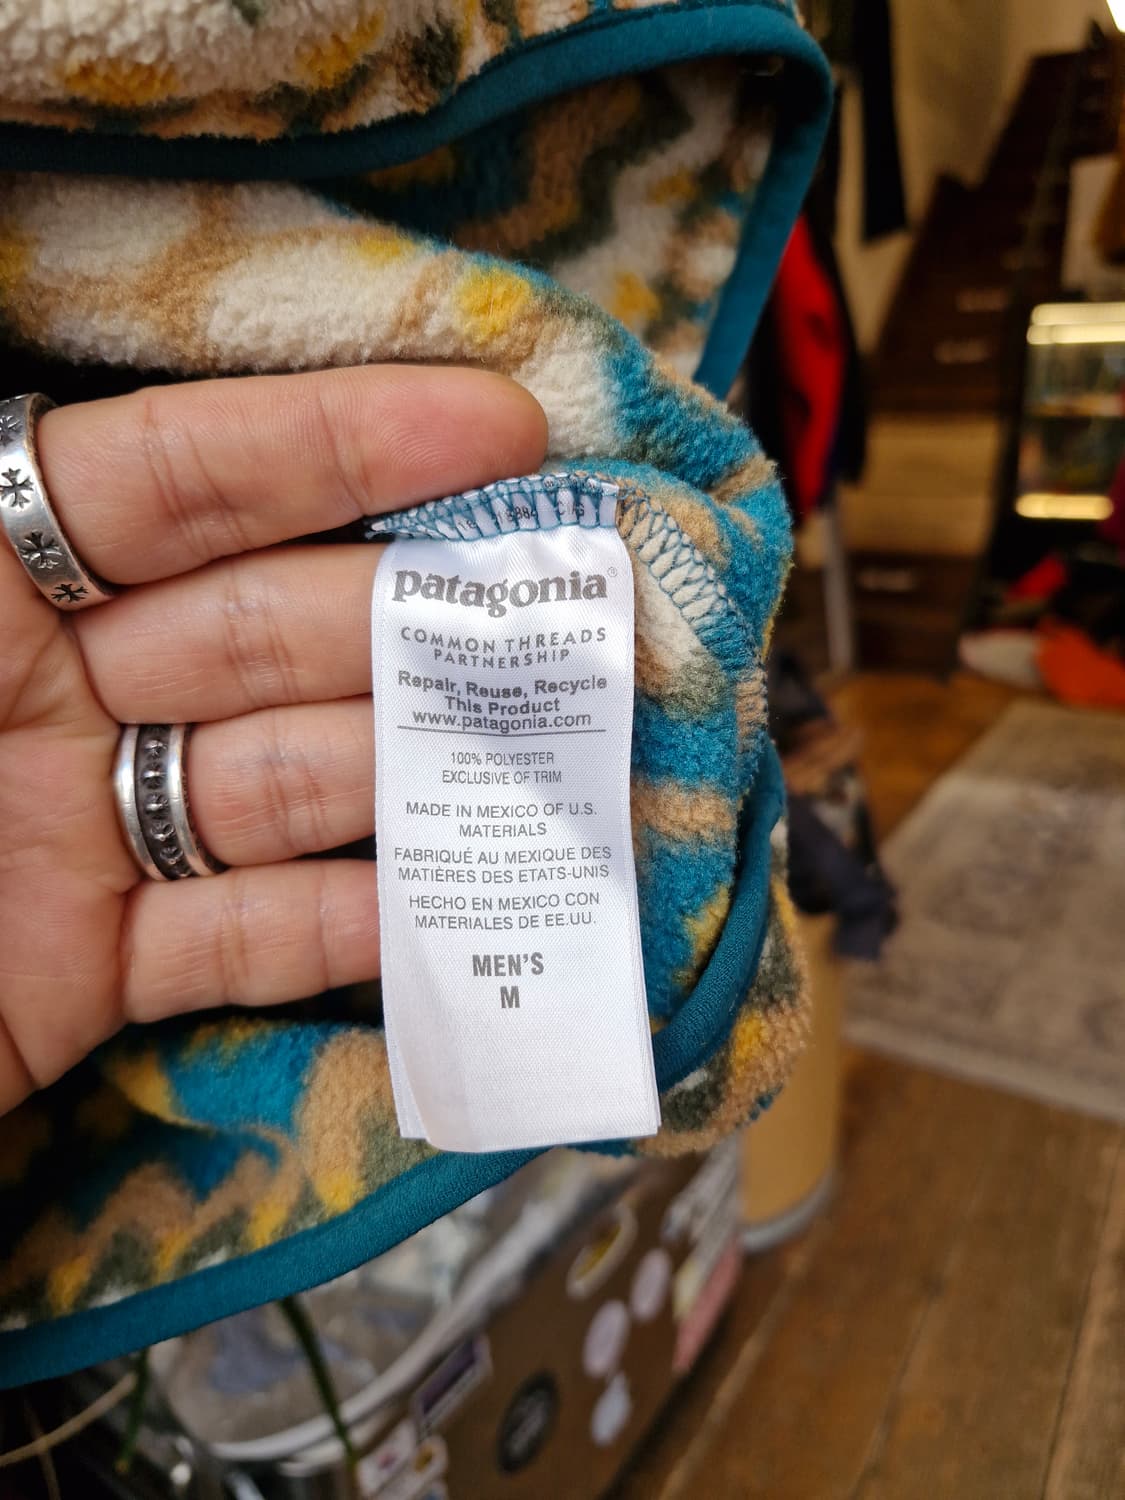 patagonia®
COMMON THREADS
PARTNERSHIP
Repair, Reuse, Recycle
This Product
www.patagonia.com
100% POLYESTER
EXCLUSIVE OF TRIM
MADE IN MEXICO OF U.S.
MATERIALS
FABRIQUÉ AU MEXIQUE DES
MATIÈRES DES ETATS-UNIS
HECHO EN MEXICO CON
MATERIALES DE EE.UU.
MEN'S
M